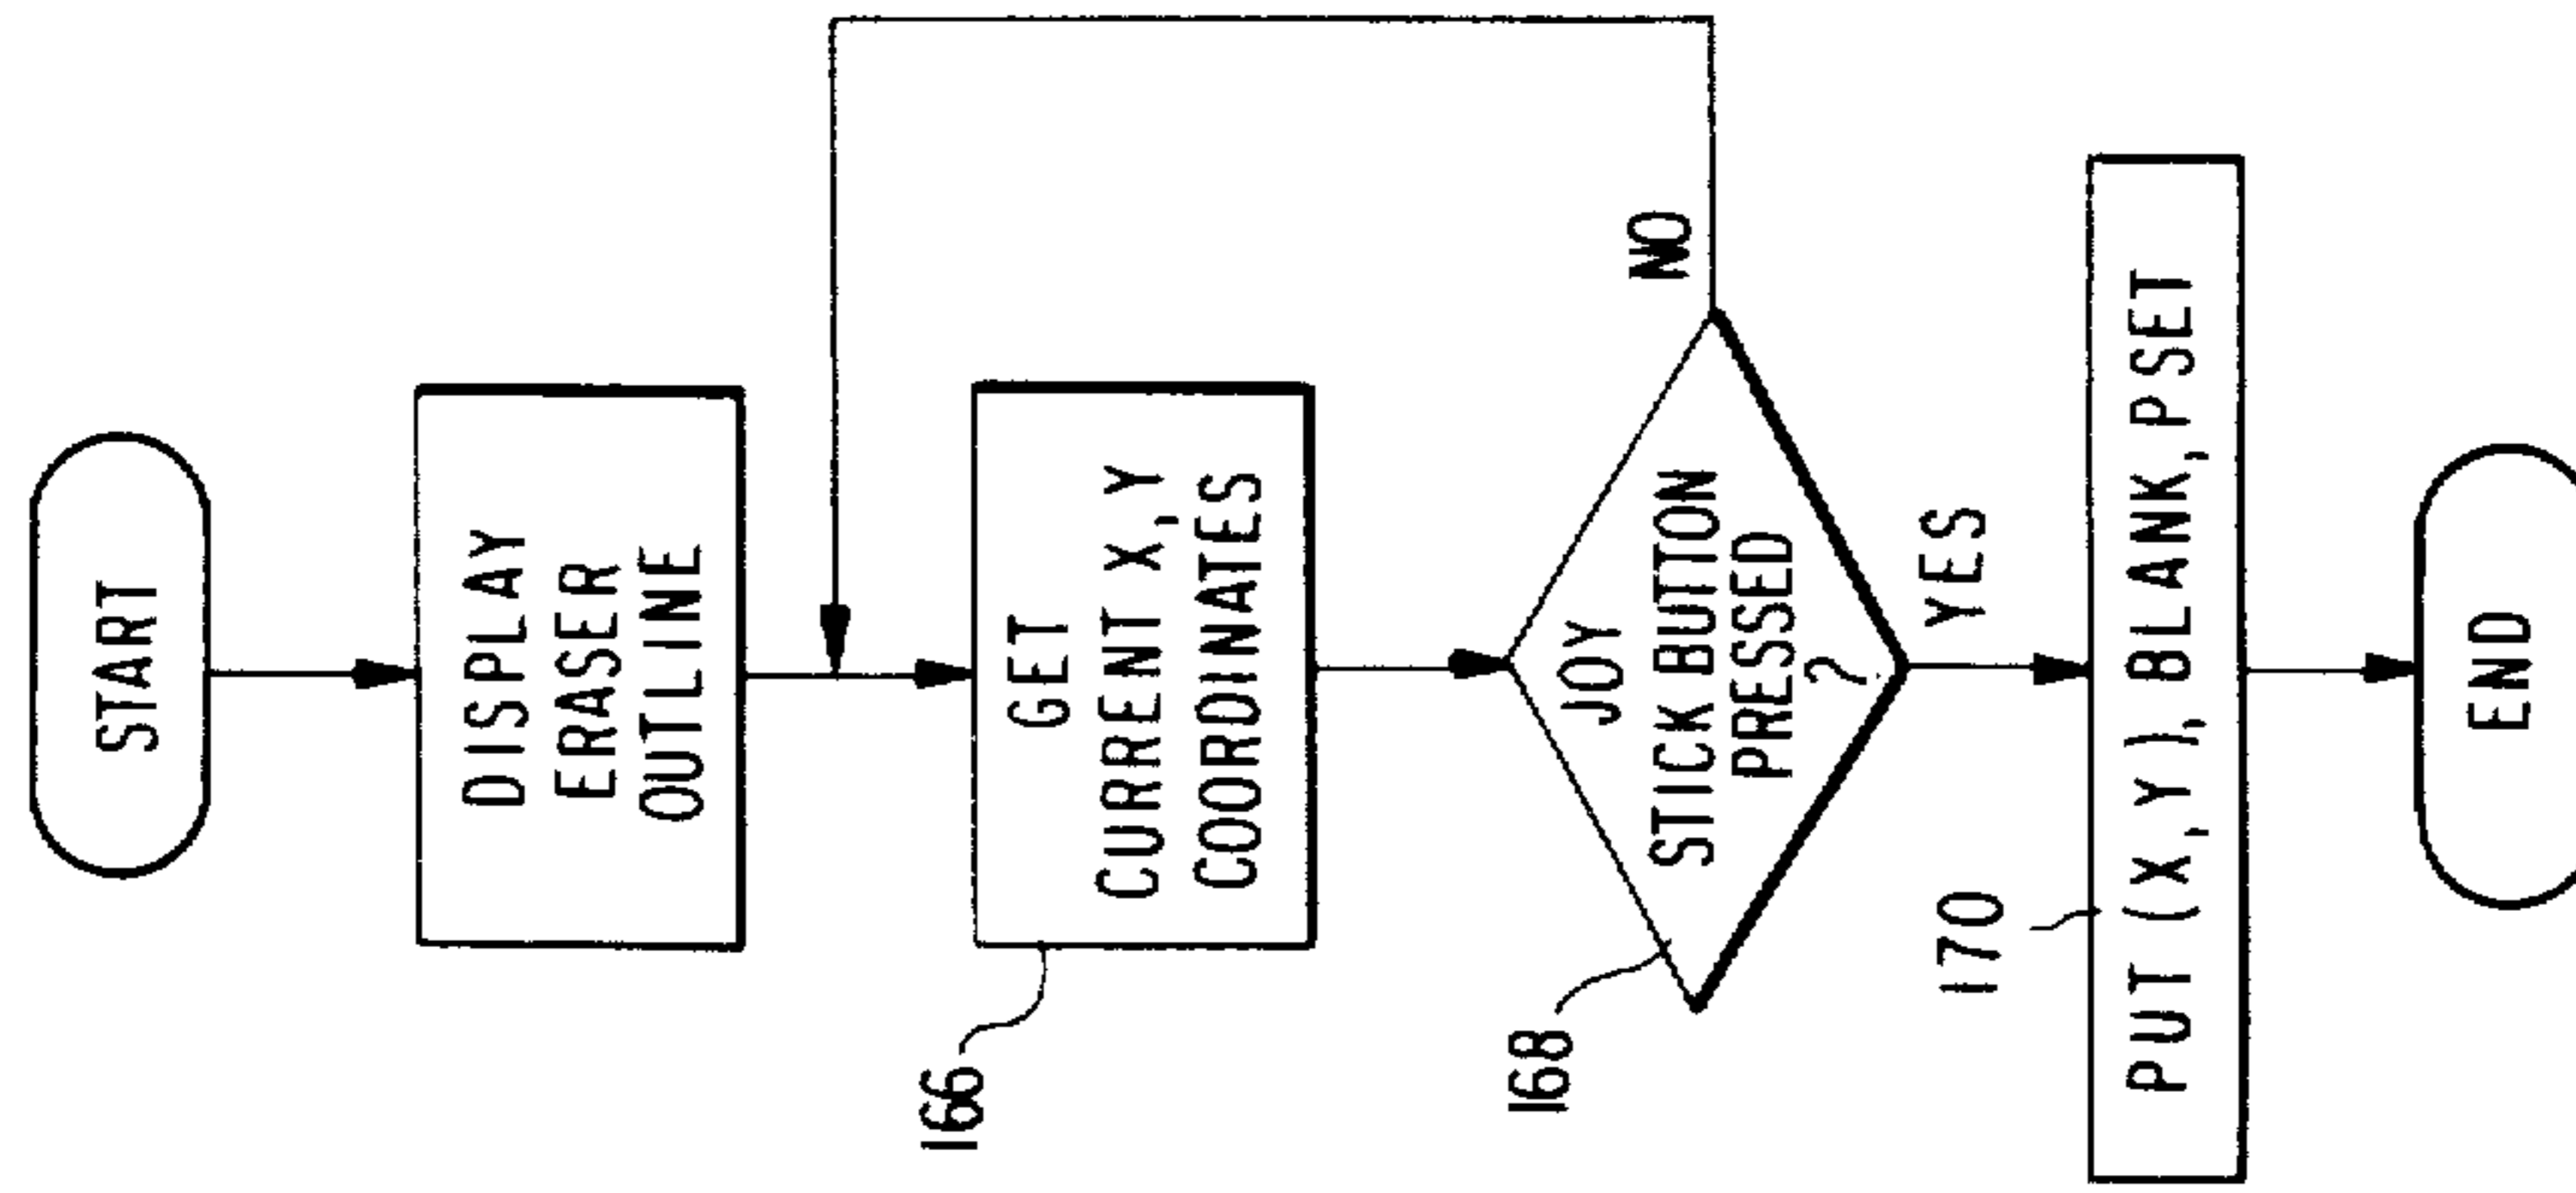 START
DISPLAY
ERASER
OUTLINE
GET
CURRENT X,Y
COORDINATES
166
JOY
STICK BUTTON
PRESSED
?
168
NO
YES
170
PUT (X,Y), BLANK,PSET
END